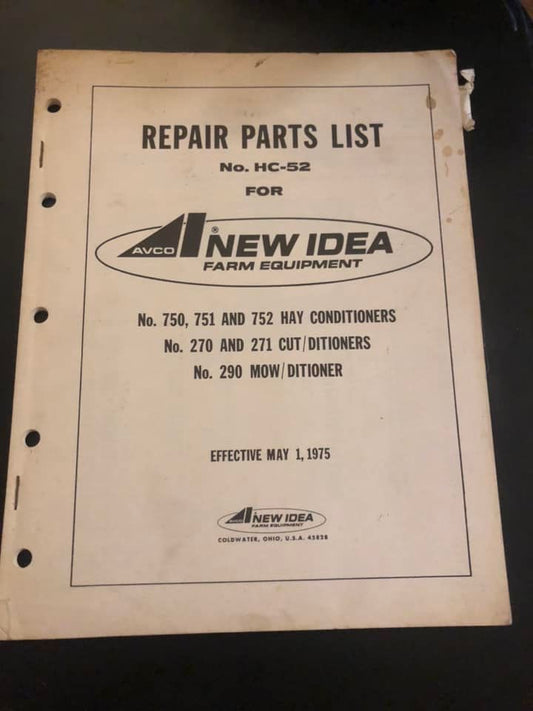 REPAIR PARTS LIST
No. HC-52
FOR
AVCO NEW IDEA ®
FARM EQUIPMENT
No. 750, 751 AND 752 HAY CONDITIONERS
No. 270 AND 271 CUT/DITIONERS
No. 290 MOW/DITIONER
EFFECTIVE MAY 1, 1975
AVCO NEW IDEA
FARM EQUIPMENT
COLDWATER, OHIO, U.S.A. 45828